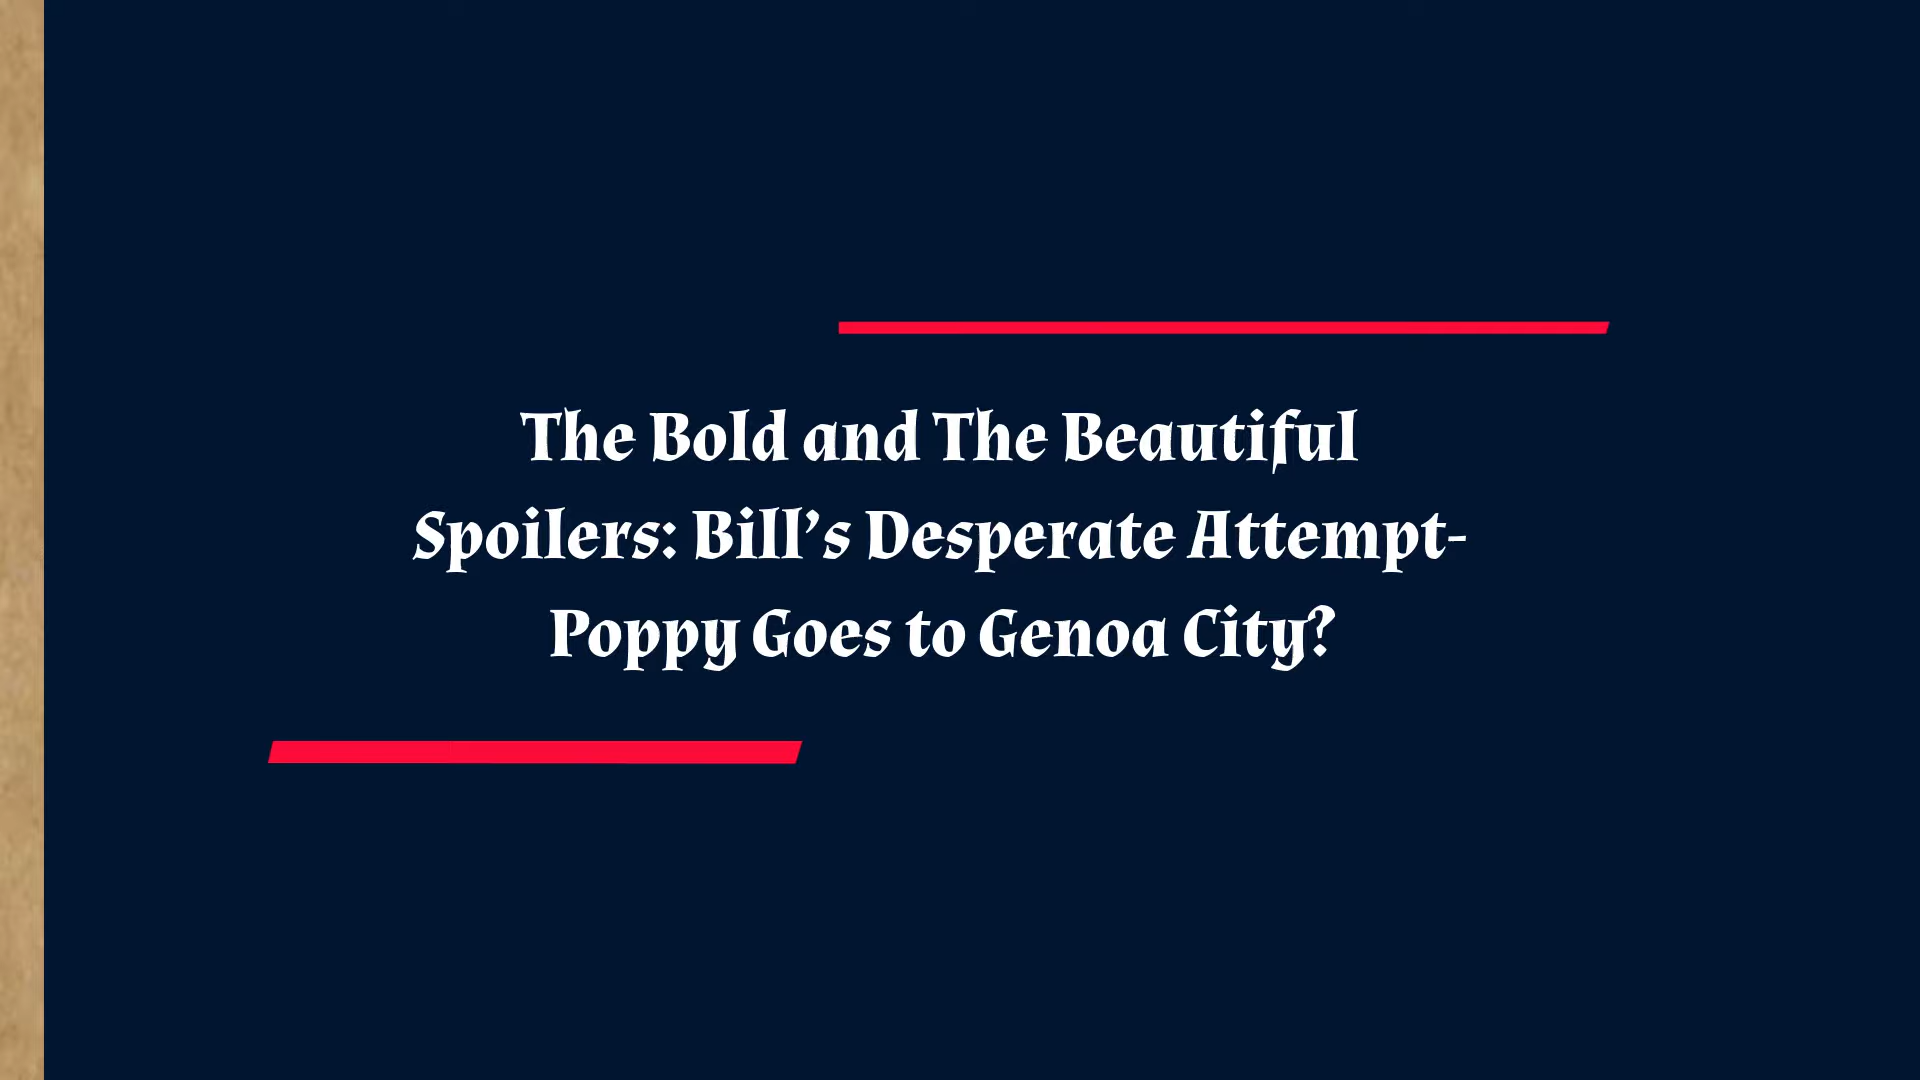 The Bold and The Beautiful
Spoilers: Bill’s Desperate Attempt-
Poppy Goes to Genoa City?